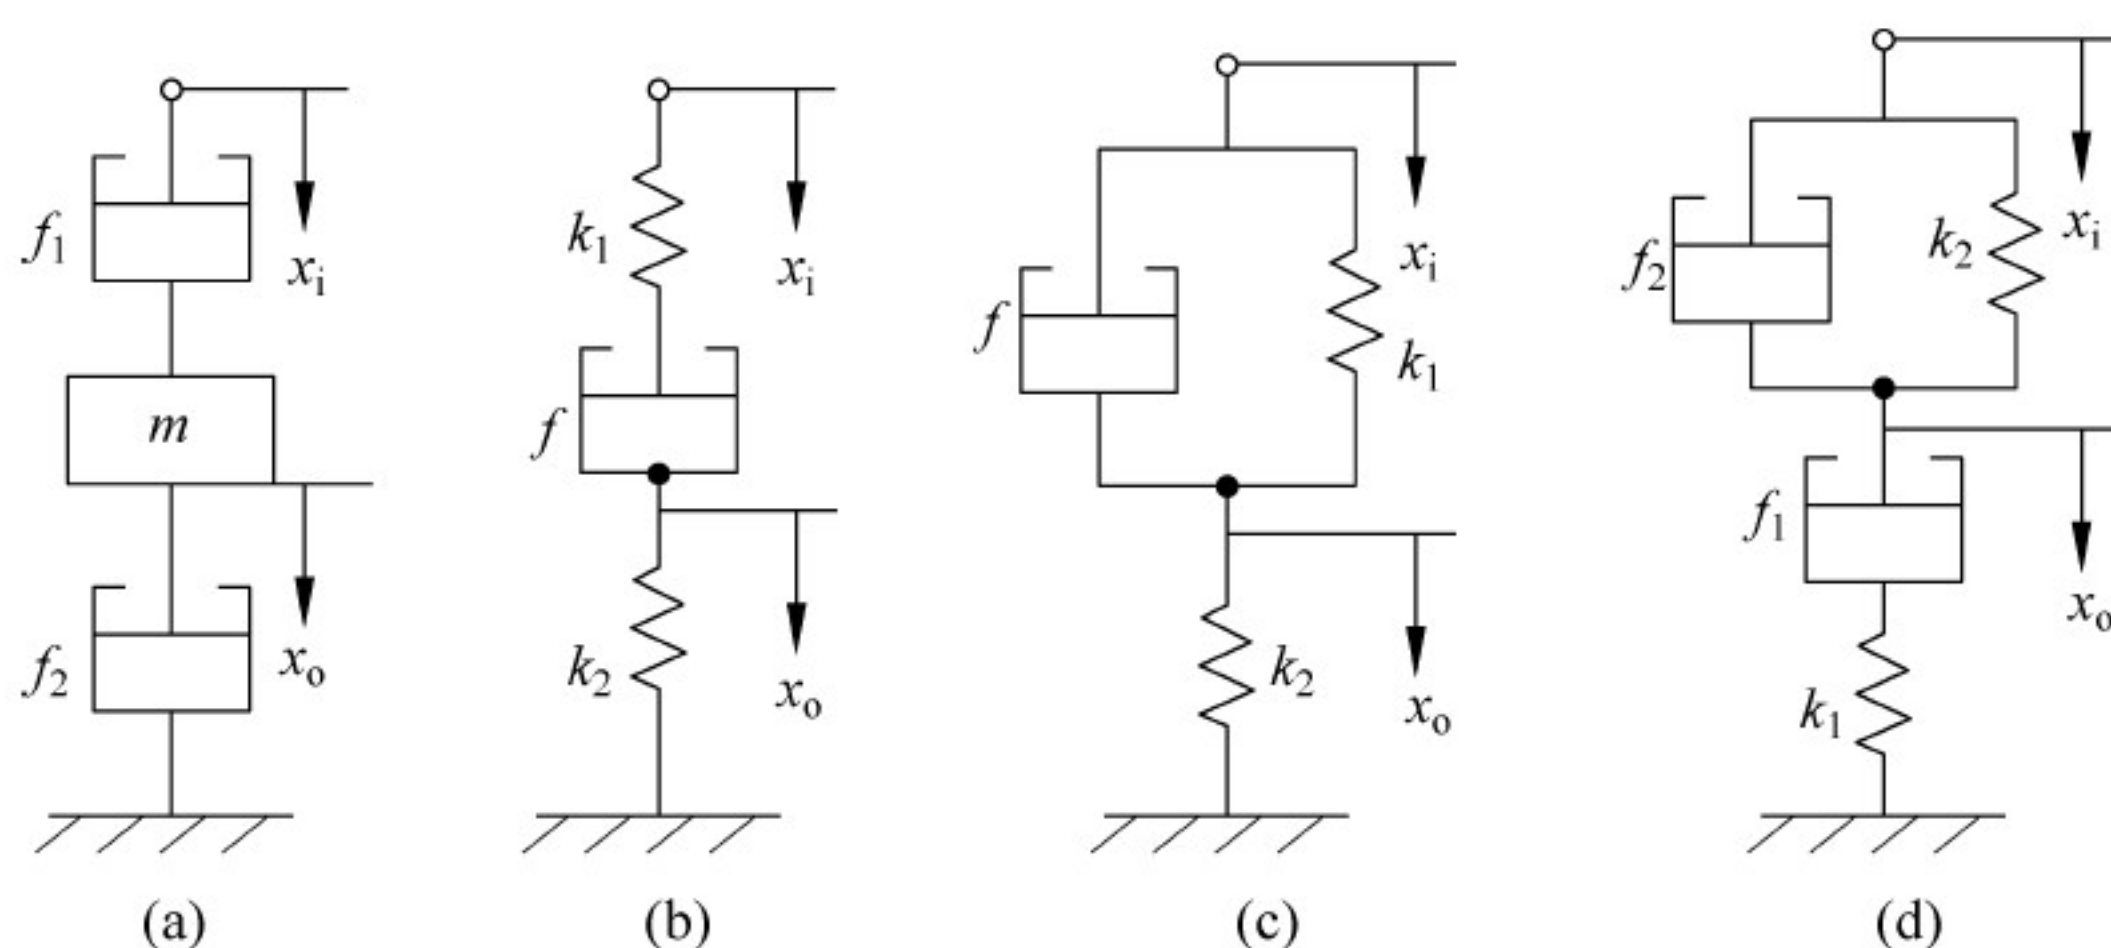 f₁
xᵢ
m
f₂
xₒ
(a)
k₁
xᵢ
f
k₂
xₒ
(b)
f
xᵢ
k₁
k₂
xₒ
(c)
f₂
k₂
xᵢ
f₁
xₒ
k₁
(d)